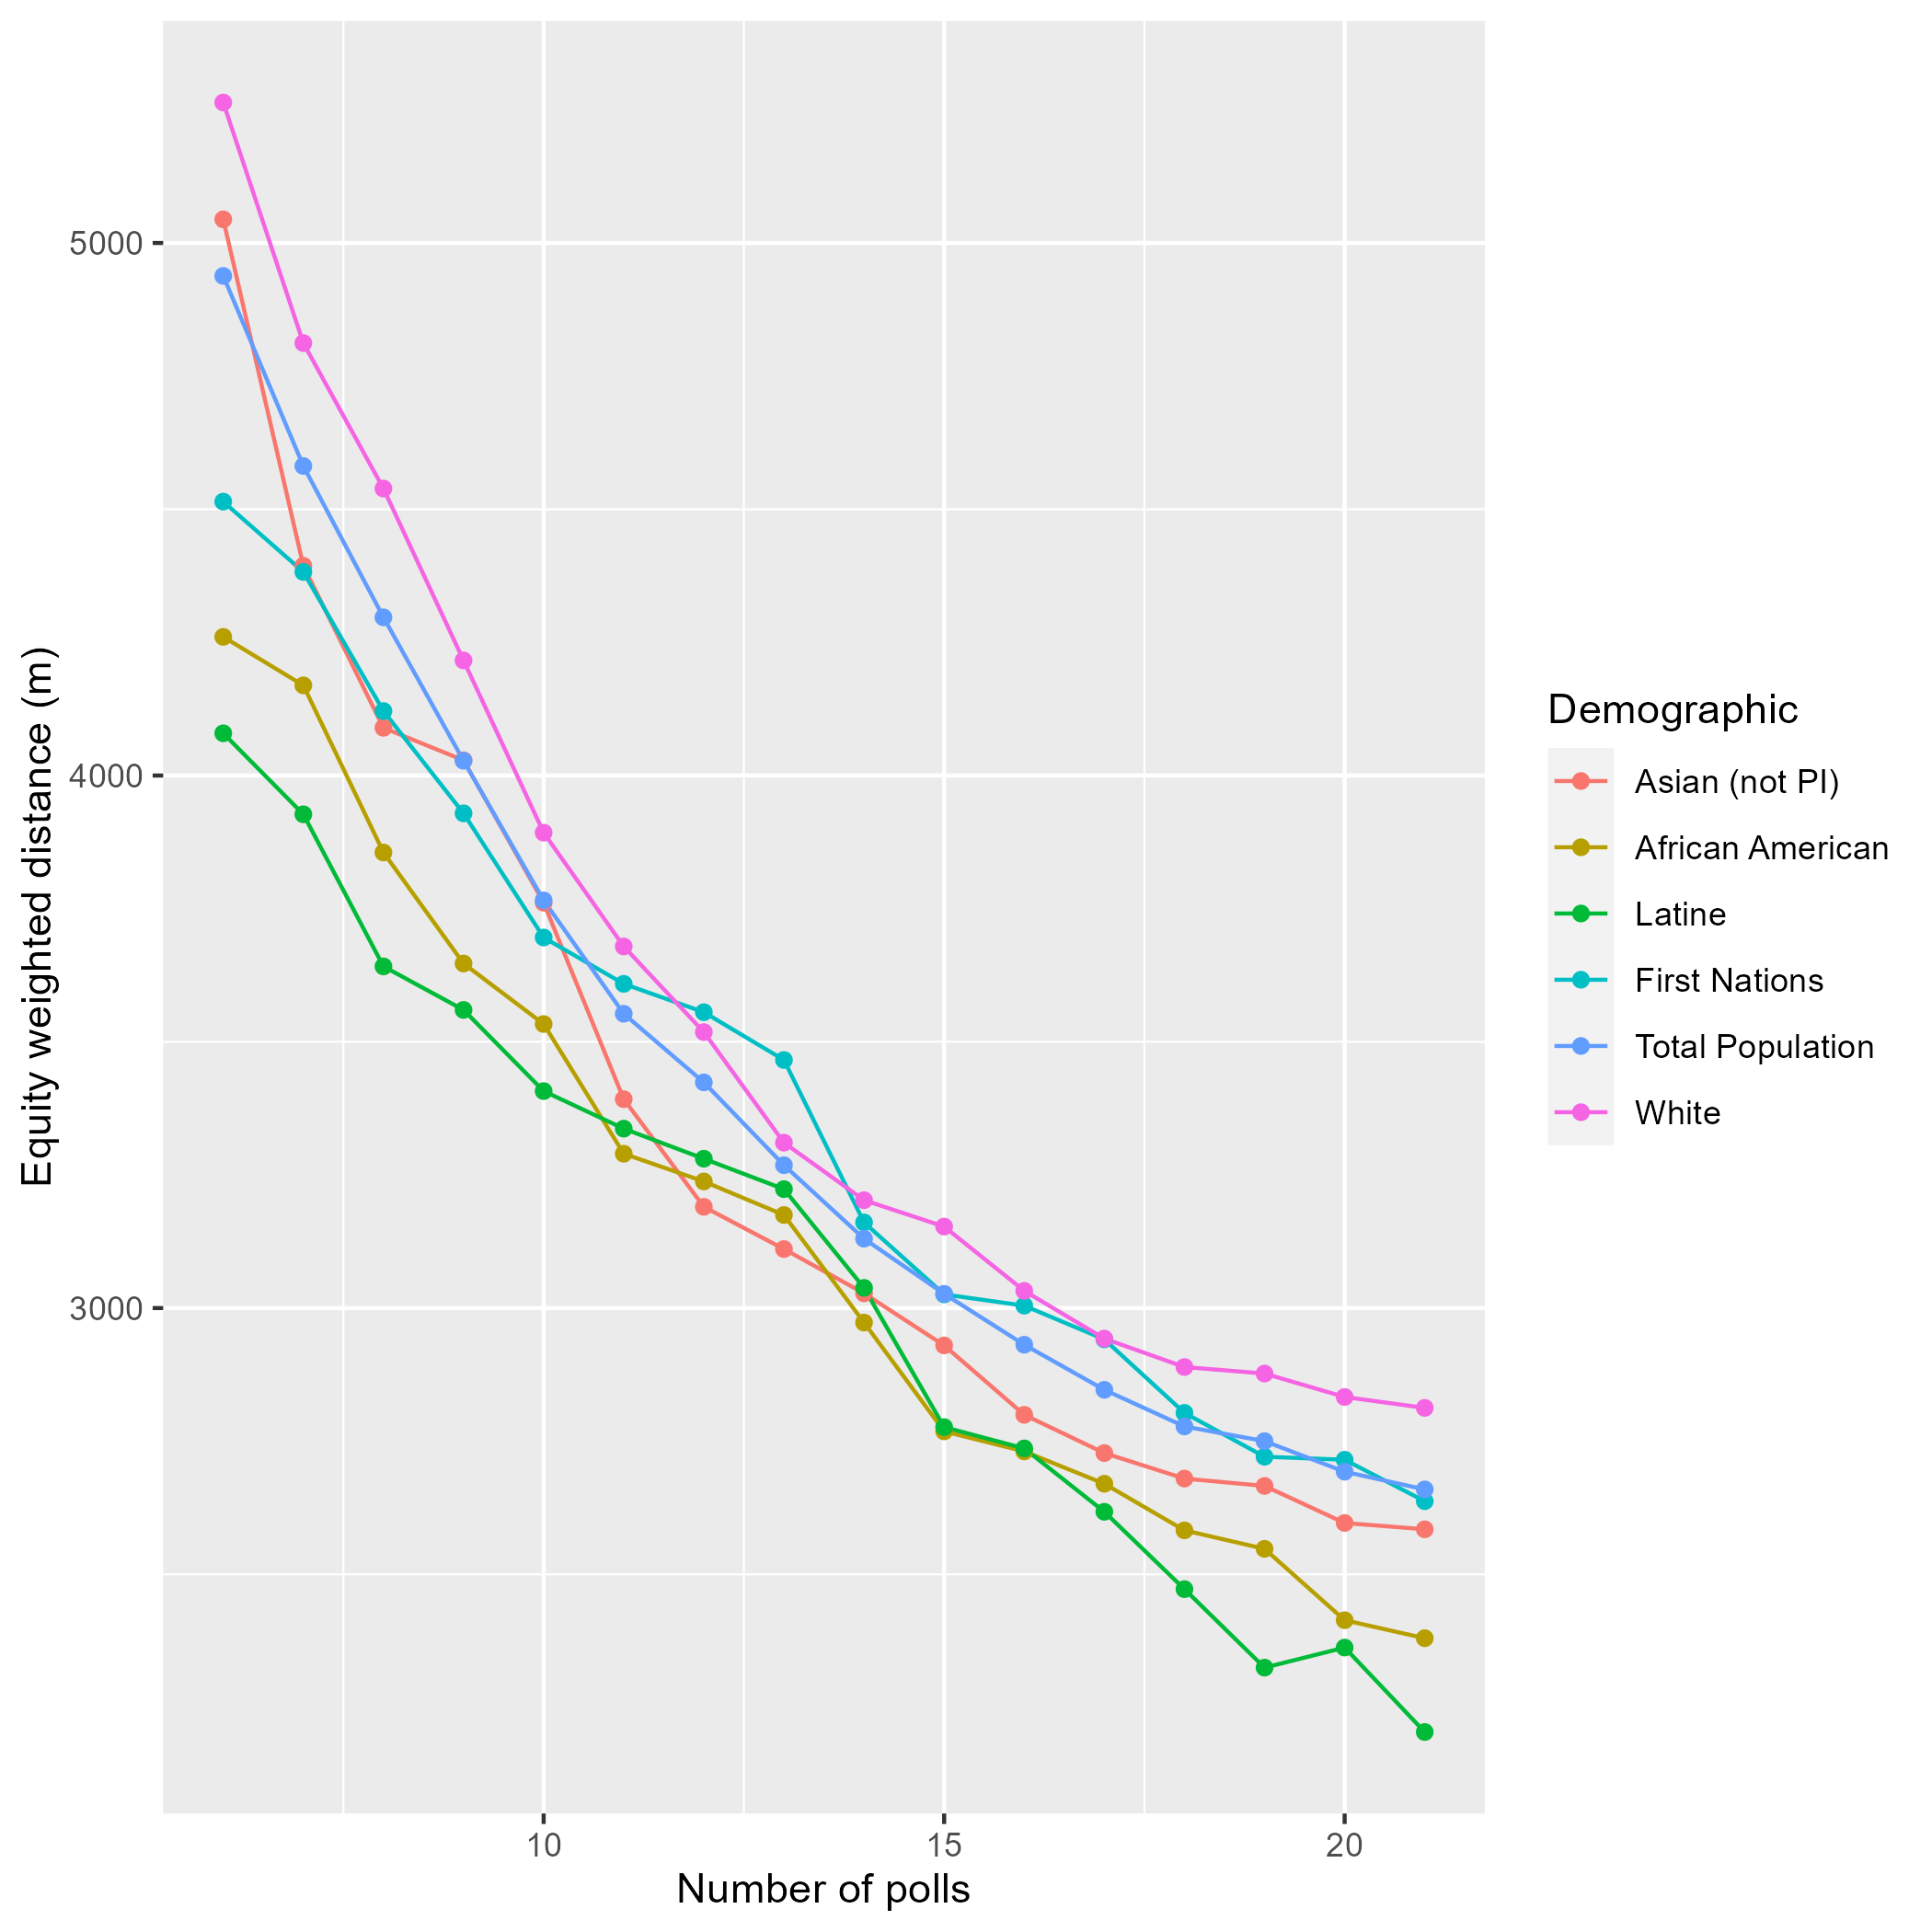 5000
4000
3000
Equity weighted distance (m)
10
15
20
Number of polls
Demographic
Asian (not PI)
African American
Latine
First Nations
Total Population
White